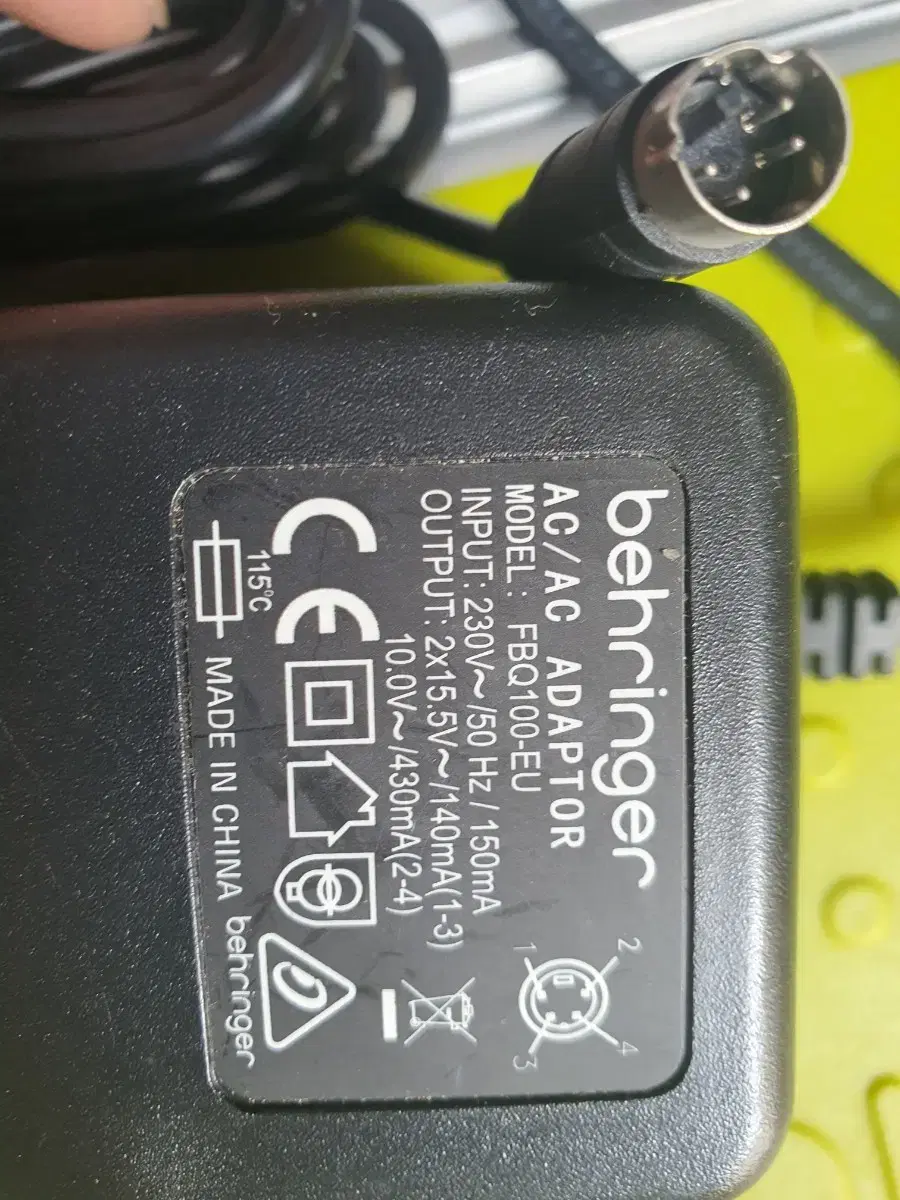 behringer
AC/AC ADAPTOR
MODEL: FBQ100-EU
INPUT: 230V~/50 Hz / 150mA
OUTPUT: 2x15.5V~/140mA(1-3)
10.0V~/430mA(2-4)
1 2
3 4
CE
115°C
MADE IN CHINA behringer